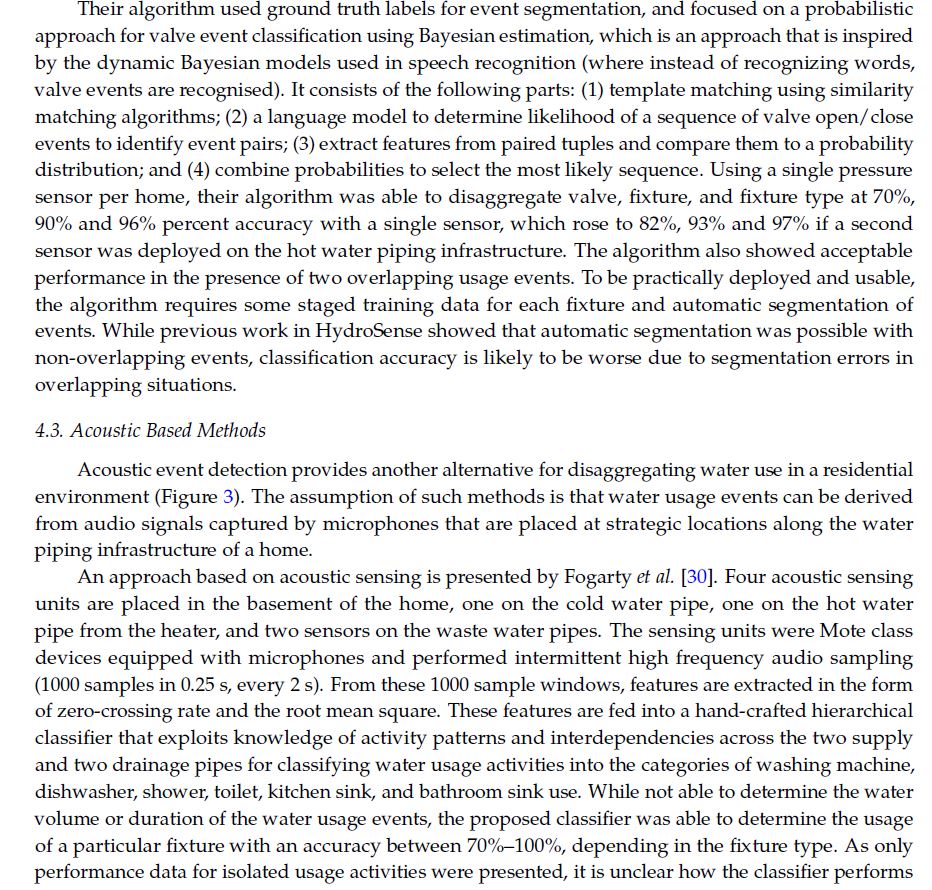 Their algorithm used ground truth labels for event segmentation, and focused on a probabilistic
approach for valve event classification using Bayesian estimation, which is an approach that is inspired
by the dynamic Bayesian models used in speech recognition (where instead of recognizing words,
valve events are recognised). It consists of the following parts: (1) template matching using similarity
matching algorithms; (2) a language model to determine likelihood of a sequence of valve open/close
events to identify event pairs; (3) extract features from paired tuples and compare them to a probability
distribution; and (4) combine probabilities to select the most likely sequence. Using a single pressure
sensor per home, their algorithm was able to disaggregate valve, fixture, and fixture type at 70%,
90% and 96% percent accuracy with a single sensor, which rose to 82%, 93% and 97% if a second
sensor was deployed on the hot water piping infrastructure. The algorithm also showed acceptable
performance in the presence of two overlapping usage events. To be practically deployed and usable,
the algorithm requires some staged training data for each fixture and automatic segmentation of
events. While previous work in HydroSense showed that automatic segmentation was possible with
non-overlapping events, classification accuracy is likely to be worse due to segmentation errors in
overlapping situations.
4.3. Acoustic Based Methods
Acoustic event detection provides another alternative for disaggregating water use in a residential
environment (Figure 3). The assumption of such methods is that water usage events can be derived
from audio signals captured by microphones that are placed at strategic locations along the water
piping infrastructure of a home.
An approach based on acoustic sensing is presented by Fogarty et al. [30]. Four acoustic sensing
units are placed in the basement of the home, one on the cold water pipe, one on the hot water
pipe from the heater, and two sensors on the waste water pipes. The sensing units were Mote class
devices equipped with microphones and performed intermittent high frequency audio sampling
(1000 samples in 0.25 s, every 2 s). From these 1000 sample windows, features are extracted in the form
of zero-crossing rate and the root mean square. These features are fed into a hand-crafted hierarchical
classifier that exploits knowledge of activity patterns and interdependencies across the two supply
and two drainage pipes for classifying water usage activities into the categories of washing machine,
dishwasher, shower, toilet, kitchen sink, and bathroom sink use. While not able to determine the water
volume or duration of the water usage events, the proposed classifier was able to determine the usage
of a particular fixture with an accuracy between 70%–100%, depending in the fixture type. As only
performance data for isolated usage activities were presented, it is unclear how the classifier performs